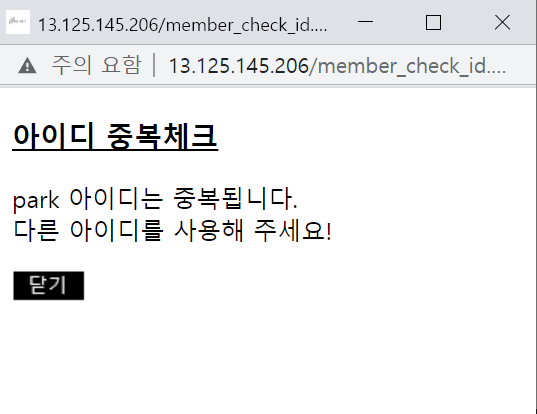 13.125.145.206/member_check_id....
주의 요함 | 13.125.145.206/member_check_id....
아이디 중복체크
park 아이디는 중복됩니다.
다른 아이디를 사용해 주세요!
닫기